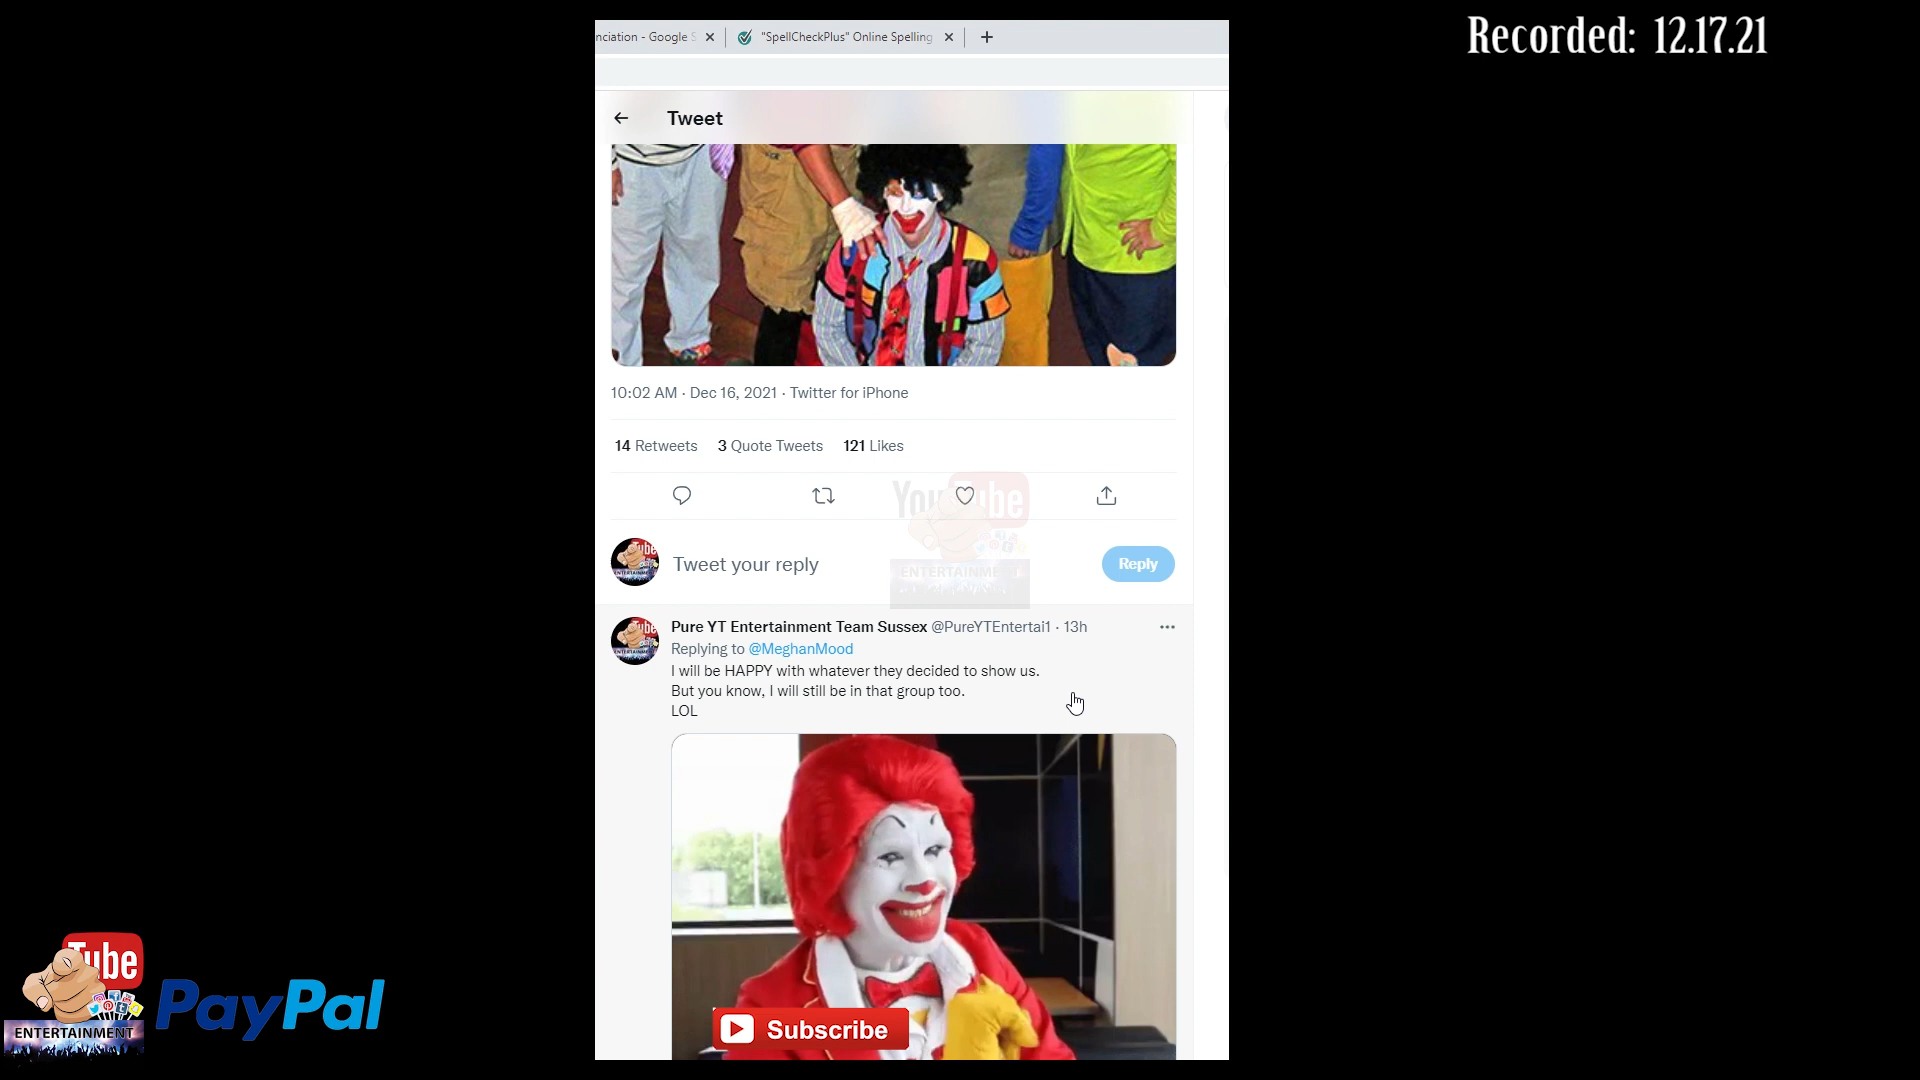 Recorded: 12.17.21
nciation - Google S
"SpellCheckPlus" Online Spelling
Tweet
10:02 AM · Dec 16, 2021 · Twitter for iPhone
14 Retweets 3 Quote Tweets 121 Likes
YouTube
ENTERTAINMENT
Tweet your reply
Reply
Pure YT Entertainment Team Sussex @PureYTEntertai1 · 13h
Replying to @MeghanMood
I will be HAPPY with whatever they decided to show us.
But you know, I will still be in that group too.
LOL
Subscribe
Tube
ENTERTAINMENT
PayPal